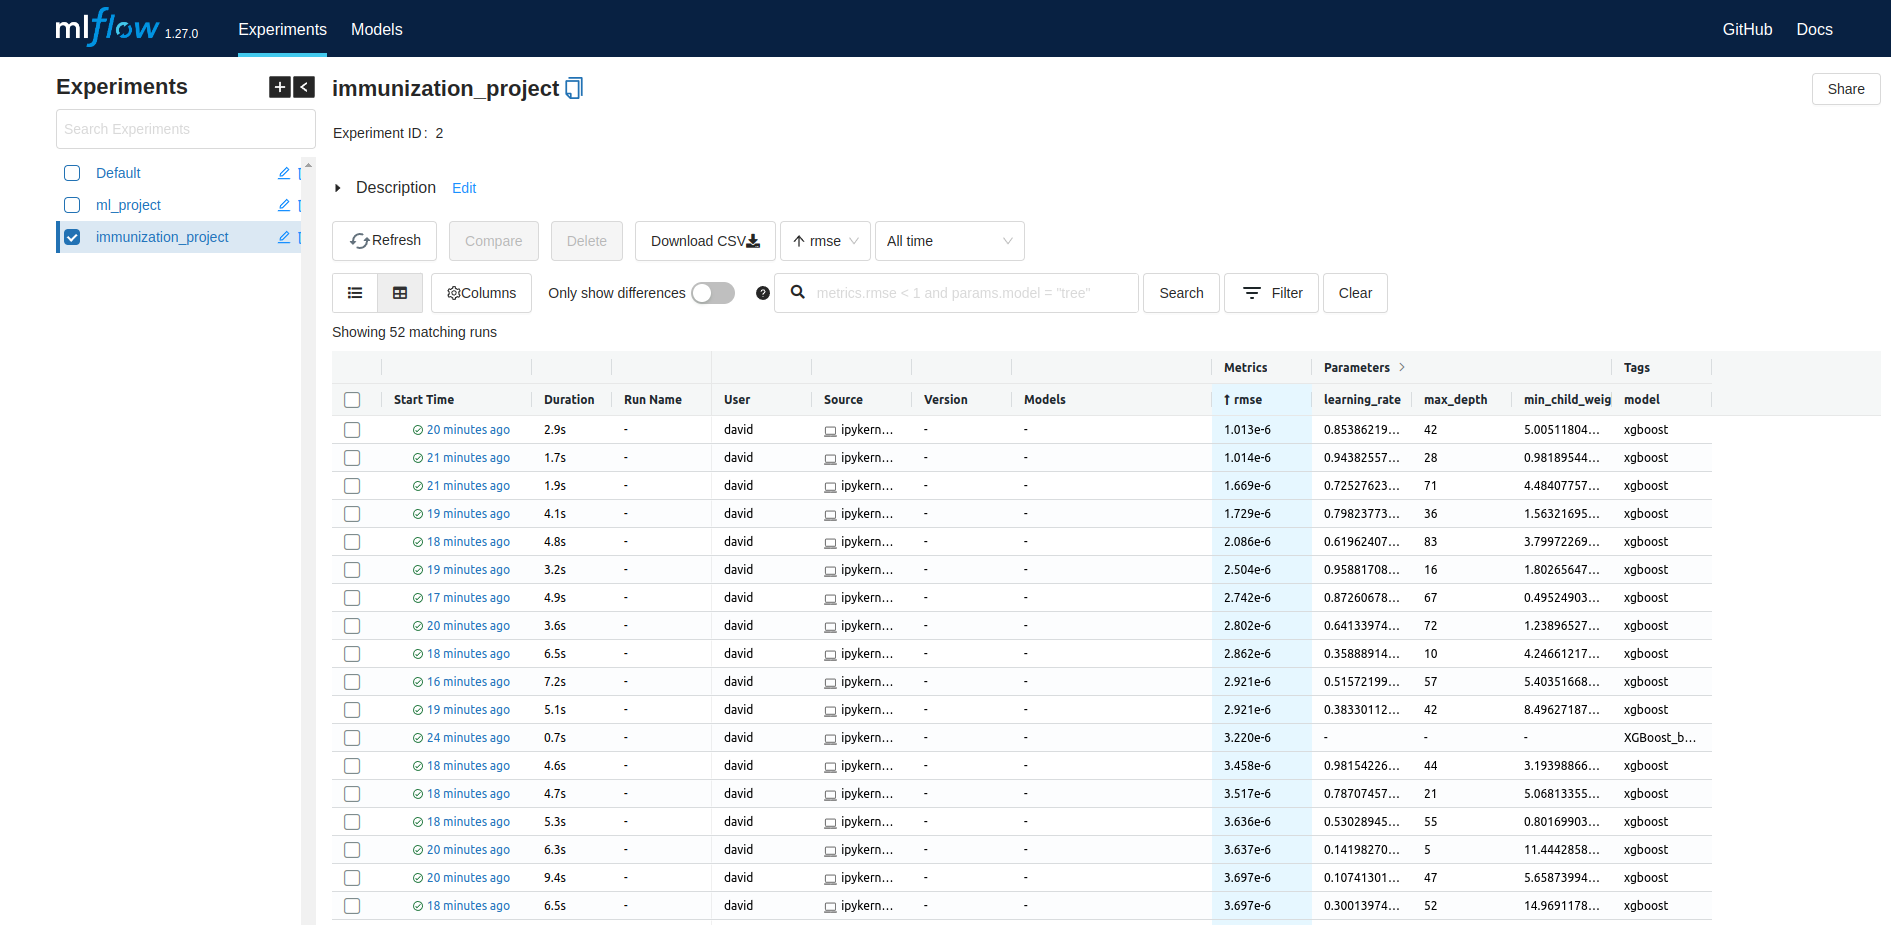 mlflow 1.27.0 Experiments Models GitHub Docs
Experiments
Search Experiments
Default
ml_project
immunization_project
immunization_project
Share
Experiment ID: 2
Description Edit
Refresh Compare Delete Download CSV rmse All time
Columns Only show differences metrics.rmse < 1 and params.model = "tree" Search Filter Clear
Showing 52 matching runs
Metrics Parameters Tags
Start Time Duration Run Name User Source Version Models ↑ rmse learning_rate max_depth min_child_weig model
20 minutes ago 2.9s - david ipykern... - - 1.013e-6 0.85386219... 42 5.00511804... xgboost
21 minutes ago 1.7s - david ipykern... - - 1.014e-6 0.94382557... 28 0.98189544... xgboost
21 minutes ago 1.9s - david ipykern... - - 1.669e-6 0.72527623... 71 4.48407757... xgboost
19 minutes ago 4.1s - david ipykern... - - 1.729e-6 0.79823773... 36 1.56321695... xgboost
18 minutes ago 4.8s - david ipykern... - - 2.086e-6 0.61962407... 83 3.79972269... xgboost
19 minutes ago 3.2s - david ipykern... - - 2.504e-6 0.95881708... 16 1.80265647... xgboost
17 minutes ago 4.9s - david ipykern... - - 2.742e-6 0.87260678... 67 0.49524903... xgboost
20 minutes ago 3.6s - david ipykern... - - 2.802e-6 0.64133974... 72 1.23896527... xgboost
18 minutes ago 6.5s - david ipykern... - - 2.862e-6 0.35888914... 10 4.24661217... xgboost
16 minutes ago 7.2s - david ipykern... - - 2.921e-6 0.51572199... 57 5.40351668... xgboost
19 minutes ago 5.1s - david ipykern... - - 2.921e-6 0.38330112... 42 8.49627187... xgboost
24 minutes ago 0.7s - david ipykern... - - 3.220e-6 - - - XGBoost_b...
18 minutes ago 4.6s - david ipykern... - - 3.458e-6 0.98154226... 44 3.19398866... xgboost
18 minutes ago 4.7s - david ipykern... - - 3.517e-6 0.78707457... 21 5.06813355... xgboost
18 minutes ago 5.3s - david ipykern... - - 3.636e-6 0.53028945... 55 0.80169903... xgboost
20 minutes ago 6.3s - david ipykern... - - 3.637e-6 0.14198270... 5 11.4442858... xgboost
20 minutes ago 9.4s - david ipykern... - - 3.697e-6 0.10741301... 47 5.65873994... xgboost
18 minutes ago 6.5s - david ipykern... - - 3.697e-6 0.30013974... 52 14.9691178... xgboost